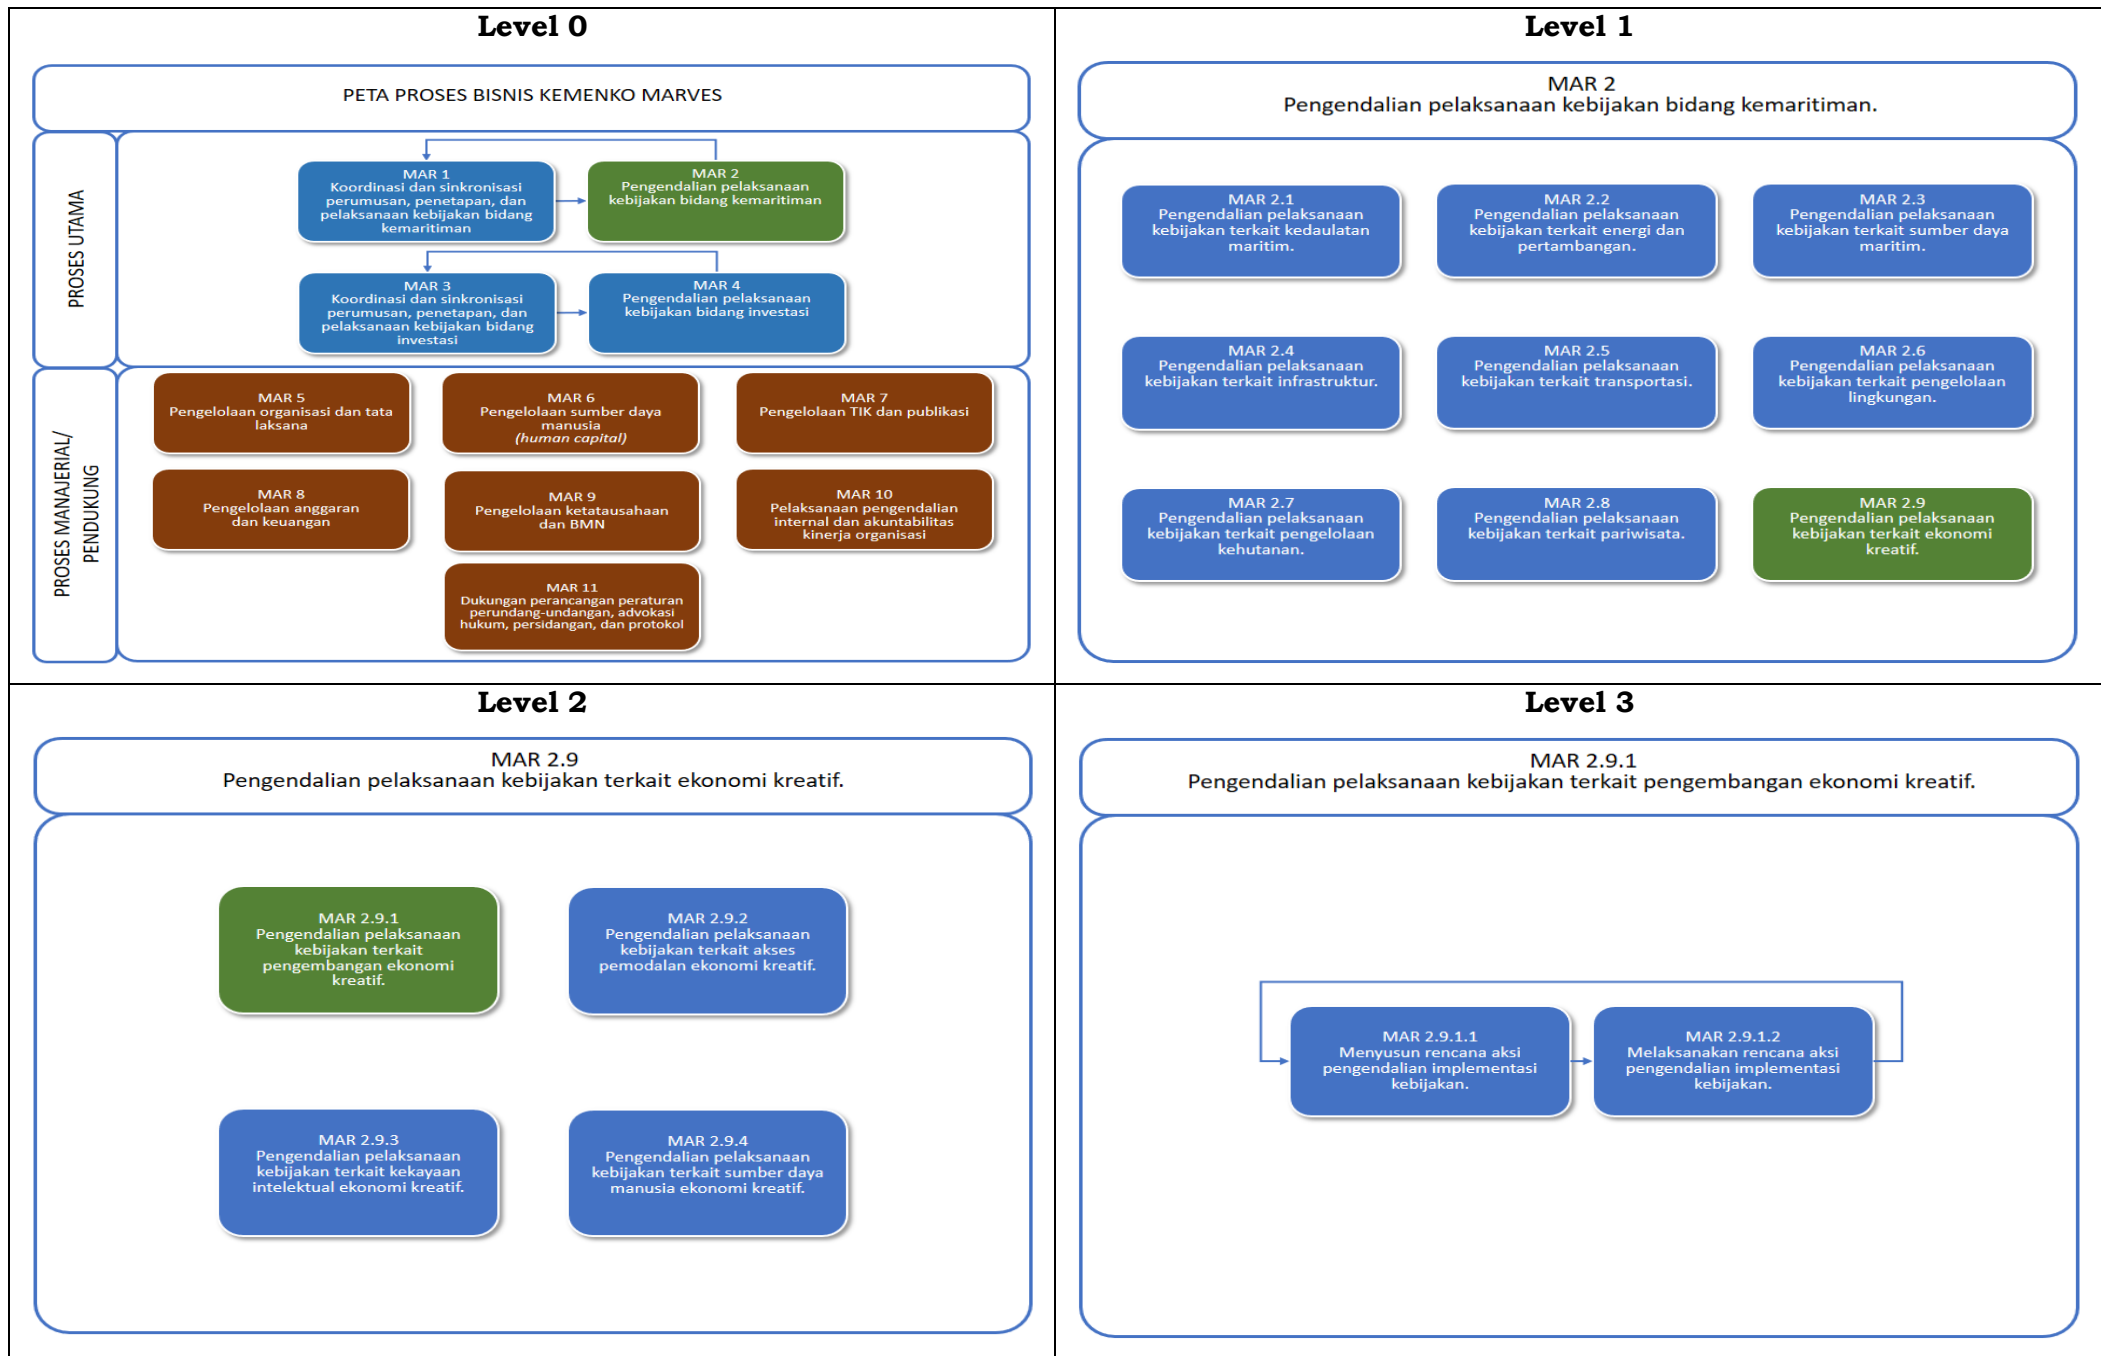 Level 0
PETA PROSES BISNIS KEMENKO MARVES
PROSES UTAMA
MAR 1
Koordinasi dan sinkronisasi
perumusan, penetapan, dan
pelaksanaan kebijakan bidang
kemaritiman
MAR 2
Pengendalian pelaksanaan
kebijakan bidang kemaritiman
MAR 3
Koordinasi dan sinkronisasi
perumusan, penetapan, dan
pelaksanaan kebijakan bidang
investasi
MAR 4
Pengendalian pelaksanaan
kebijakan bidang investasi
PROSES MANAJERIAL/
PENDUKUNG
MAR 5
Pengelolaan organisasi dan tata
laksana
MAR 6
Pengelolaan sumber daya
manusia
(human capital)
MAR 7
Pengelolaan TIK dan publikasi
MAR 8
Pengelolaan anggaran
dan keuangan
MAR 9
Pengelolaan ketatausahaan
dan BMN
MAR 10
Pelaksanaan pengendalian
internal dan akuntabilitas
kinerja organisasi
MAR 11
Dukungan perancangan peraturan
perundang-undangan, advokasi
hukum, persidangan, dan protokol
Level 1
MAR 2
Pengendalian pelaksanaan kebijakan bidang kemaritiman.
MAR 2.1
Pengendalian pelaksanaan
kebijakan terkait kedaulatan
maritim.
MAR 2.2
Pengendalian pelaksanaan
kebijakan terkait energi dan
pertambangan.
MAR 2.3
Pengendalian pelaksanaan
kebijakan terkait sumber daya
maritim.
MAR 2.4
Pengendalian pelaksanaan
kebijakan terkait infrastruktur.
MAR 2.5
Pengendalian pelaksanaan
kebijakan terkait transportasi.
MAR 2.6
Pengendalian pelaksanaan
kebijakan terkait pengelolaan
lingkungan.
MAR 2.7
Pengendalian pelaksanaan
kebijakan terkait pengelolaan
kehutanan.
MAR 2.8
Pengendalian pelaksanaan
kebijakan terkait pariwisata.
MAR 2.9
Pengendalian pelaksanaan
kebijakan terkait ekonomi
kreatif.
Level 2
MAR 2.9
Pengendalian pelaksanaan kebijakan terkait ekonomi kreatif.
MAR 2.9.1
Pengendalian pelaksanaan
kebijakan terkait
pengembangan ekonomi
kreatif.
MAR 2.9.2
Pengendalian pelaksanaan
kebijakan terkait akses
pemodalan ekonomi kreatif.
MAR 2.9.3
Pengendalian pelaksanaan
kebijakan terkait kekayaan
intelektual ekonomi kreatif.
MAR 2.9.4
Pengendalian pelaksanaan
kebijakan terkait sumber daya
manusia ekonomi kreatif.
Level 3
MAR 2.9.1
Pengendalian pelaksanaan kebijakan terkait pengembangan ekonomi kreatif.
MAR 2.9.1.1
Menyusun rencana aksi
pengendalian implementasi
kebijakan.
MAR 2.9.1.2
Melaksanakan rencana aksi
pengendalian implementasi
kebijakan.